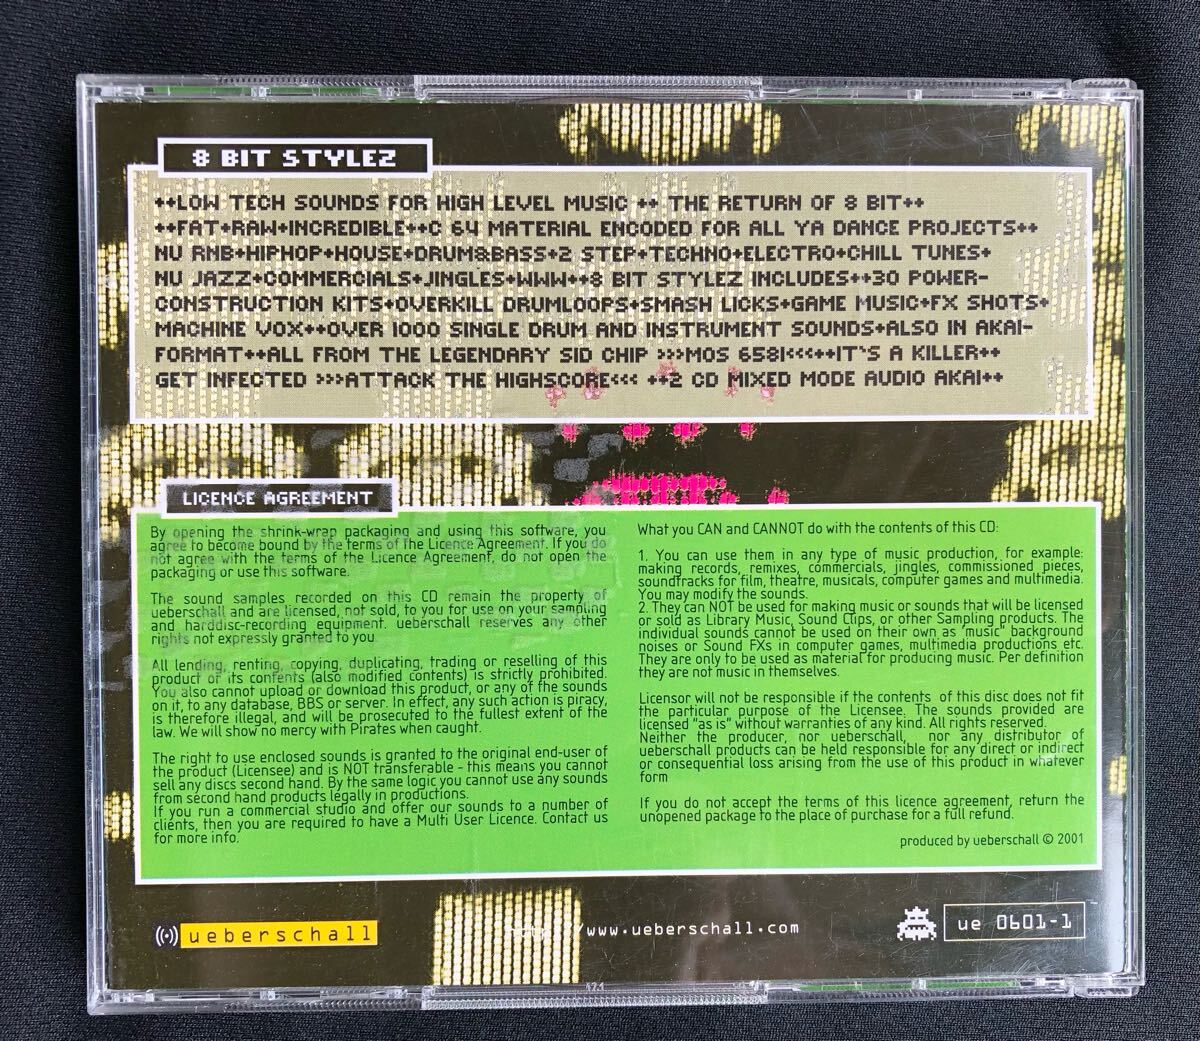 8 BIT STYLEZ
++LOW TECH SOUNDS FOR HIGH LEVEL MUSIC ++ THE RETURN OF 8 BIT++
++FAT+RAW+INCREDIBLE++C 64 MATERIAL ENCODED FOR ALL YA DANCE PROJECTS++
NU RNB+HIPHOP+HOUSE+DRUM&BASS+2 STEP+TECHNO+ELECTRO+CHILL TUNES+
NU JAZZ+COMMERCIALS+JINGLES+WWW++8 BIT STYLEZ INCLUDES++30 POWER-
CONSTRUCTION KITS+OVERKILL DRUMLOOPS+SMASH LICKS+GAME MUSIC+FX SHOTS+
MACHINE VOX++OVER 1000 SINGLE DRUM AND INSTRUMENT SOUNDS+ALSO IN AKAI-
FORMAT++ALL FROM THE LEGENDARY SID CHIP >>>MOS 6581<<<++IT'S A KILLER++
GET INFECTED >>>ATTACK THE HIGHSCORE<<< ++2 CD MIXED MODE AUDIO AKAI++
LICENCE AGREEMENT
By opening the shrink-wrap packaging and using this software, you
agree to become bound by the terms of the Licence Agreement. If you do
not agree with the terms of the Licence Agreement, do not open the
packaging or use this software.
The sound samples recorded on this CD remain the property of
ueberschall and are licensed, not sold, to you for use on your sampling
and harddisc-recording equipment. ueberschall reserves any other
rights not expressly granted to you.
All lending, renting, copying, duplicating, trading or reselling of this
product or its contents (also modified contents) is strictly prohibited.
You also cannot upload or download this product, or any of the sounds
on it, to any database, BBS or server. In effect, any such action is piracy,
is therefore illegal, and will be prosecuted to the fullest extent of the
law. We will show no mercy with Pirates when caught.
The right to use enclosed sounds is granted to the original end-user of
the product (Licensee) and is NOT transferable - this means you cannot
sell any discs second hand. By the same logic you cannot use any sounds
from second hand products legally in productions.
If you run a commercial studio and offer our sounds to a number of
clients, then you are required to have a Multi User Licence. Contact us
for more info.
What you CAN and CANNOT do with the contents of this CD:
1. You can use them in any type of music production, for example:
making records, remixes, commercials, jingles, commissioned pieces,
soundtracks for film, theatre, musicals, computer games and multimedia.
You may modify the sounds.
2. They can NOT be used for making music or sounds that will be licensed
or sold as Library Music, Sound Clips, or other Sampling products. The
individual sounds cannot be used on their own as "music" background
noises or Sound FXs in computer games, multimedia productions etc.
They are only to be used as material for producing music. Per definition
they are not music in themselves.
Licensor will not be responsible if the contents of this disc does not fit
the particular purpose of the Licensee. The sounds provided are
licensed "as is" without warranties of any kind. All rights reserved.
Neither the producer, nor ueberschall, nor any distributor of
ueberschall products can be held responsible for any direct or indirect
or consequential loss arising from the use of this product in whatever
form
If you do not accept the terms of this licence agreement, return the
unopened package to the place of purchase for a full refund.
produced by ueberschall © 2001
ueberschall
http://www.ueberschall.com
ue 0601-1